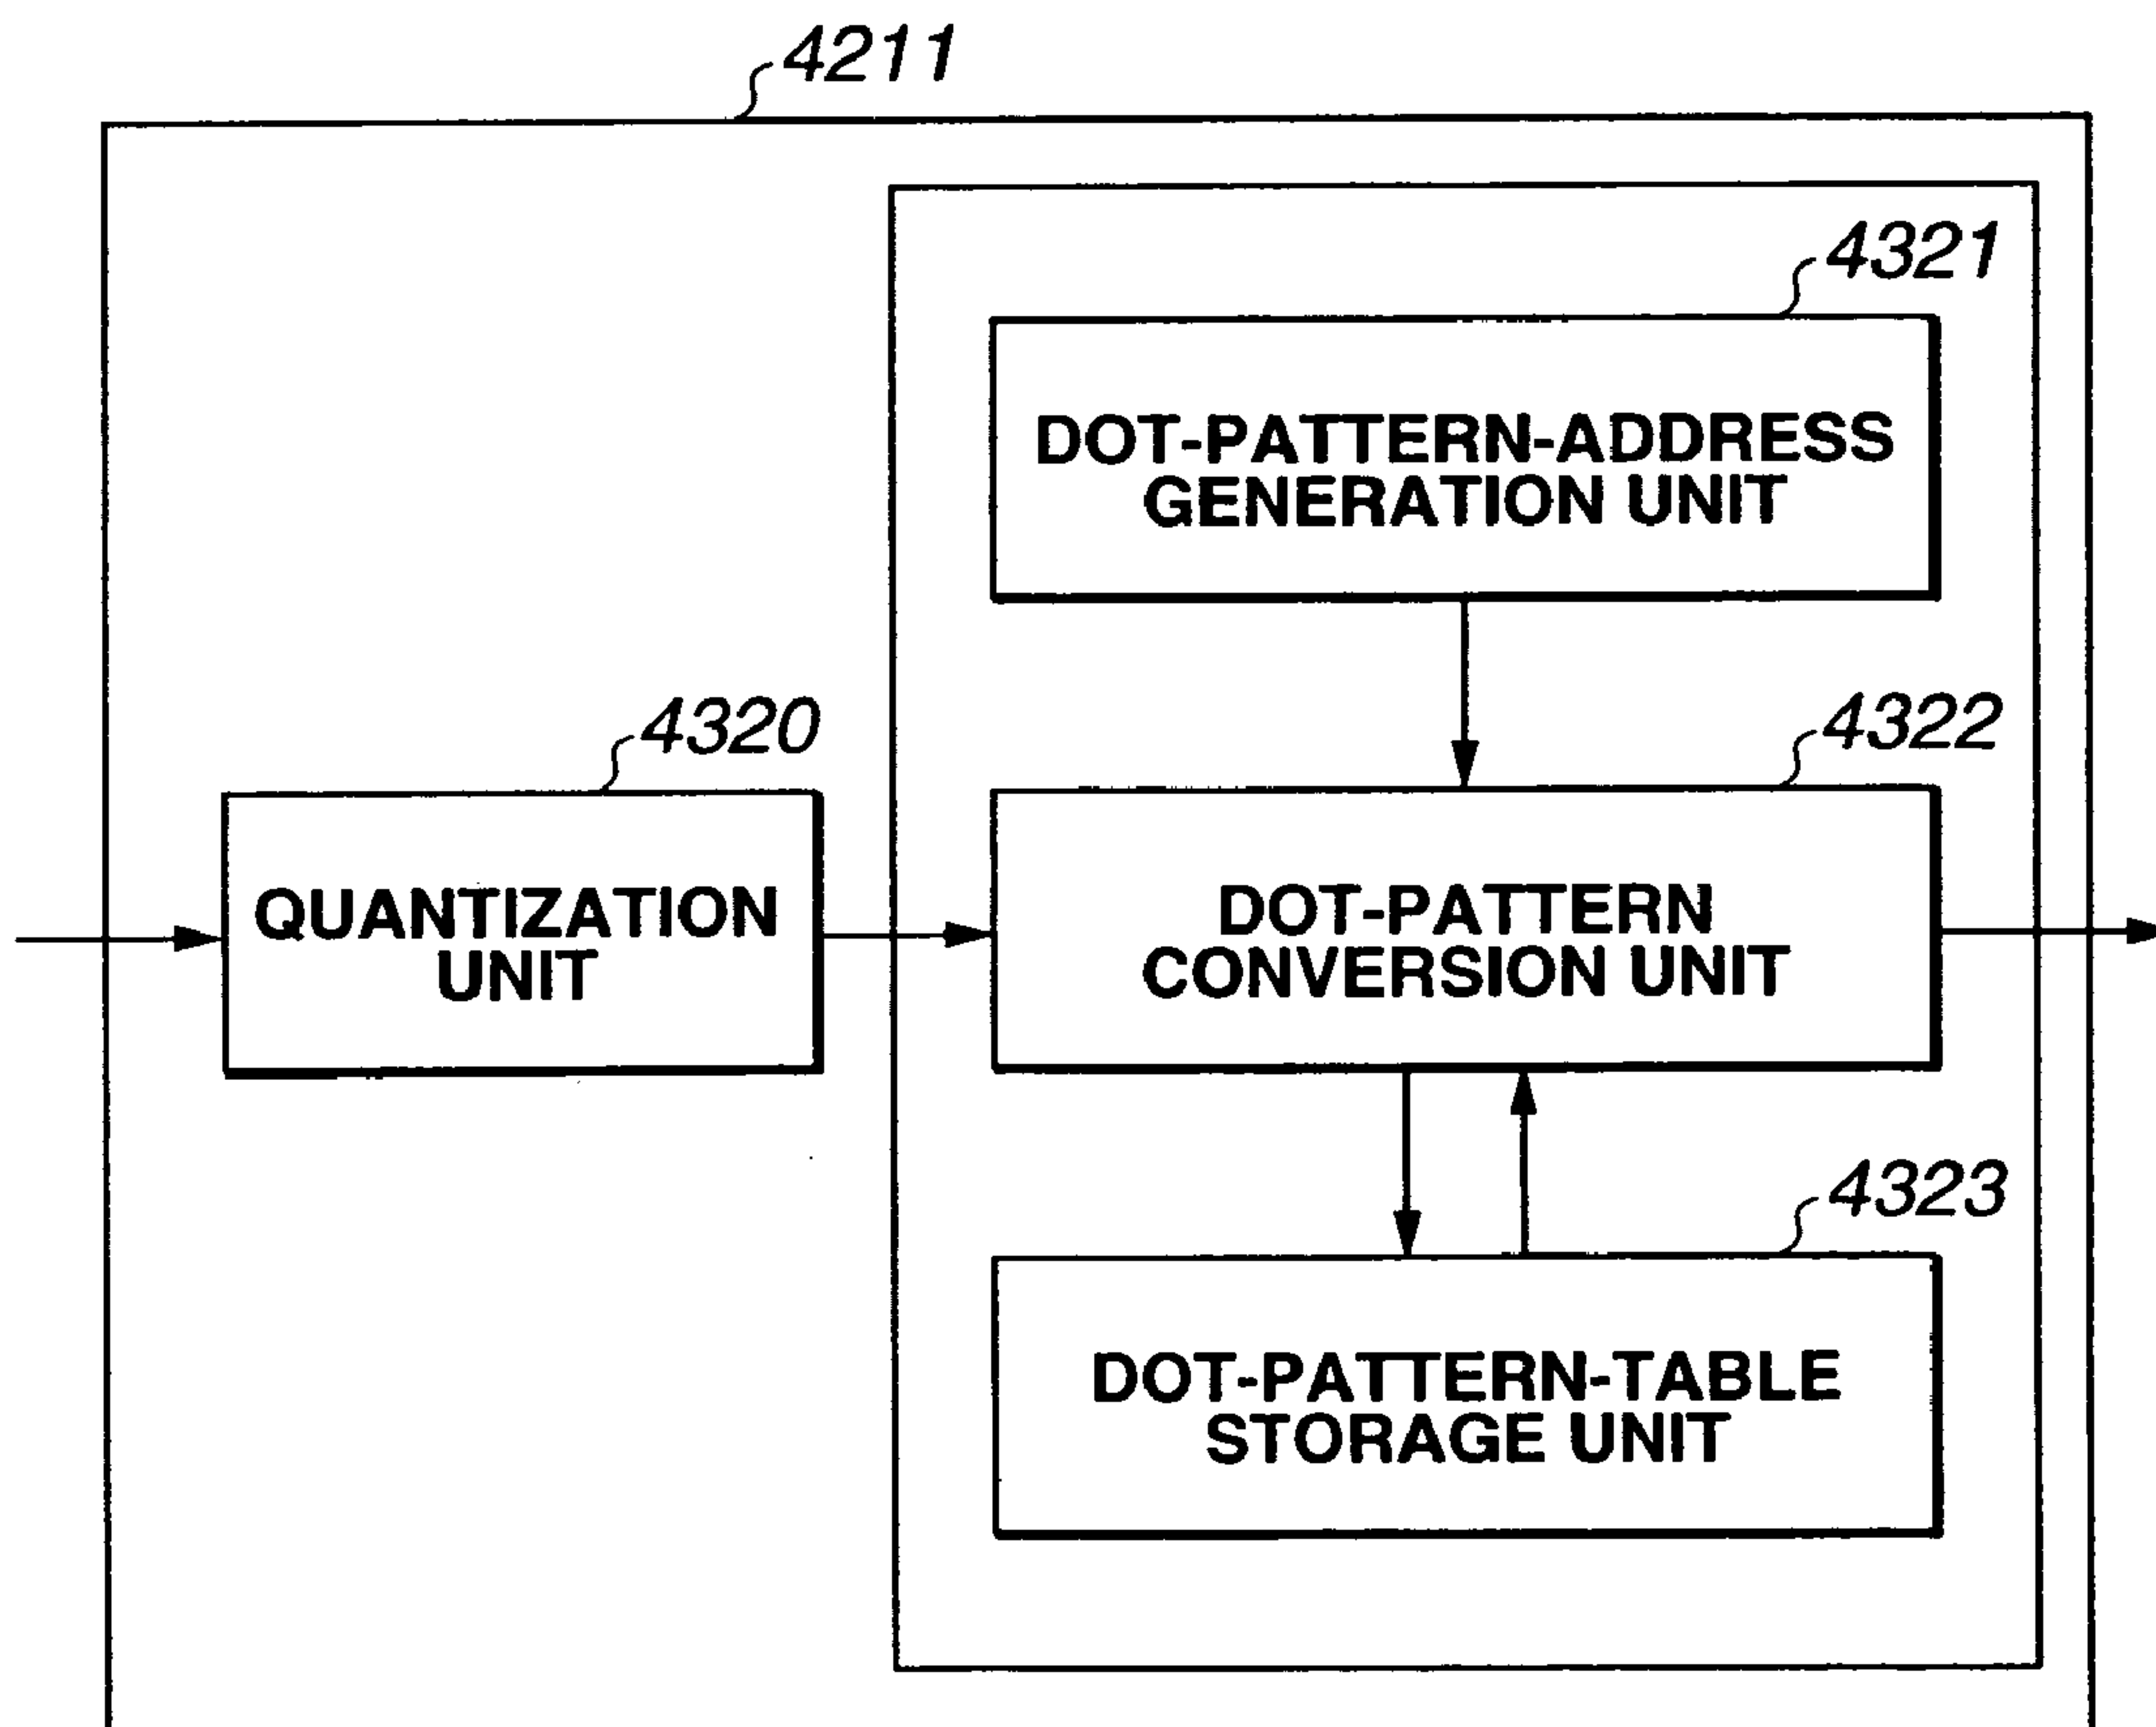 4211
4321
DOT-PATTERN-ADDRESS
GENERATION UNIT
4320
4322
QUANTIZATION
UNIT
DOT-PATTERN
CONVERSION UNIT
4323
DOT-PATTERN-TABLE
STORAGE UNIT